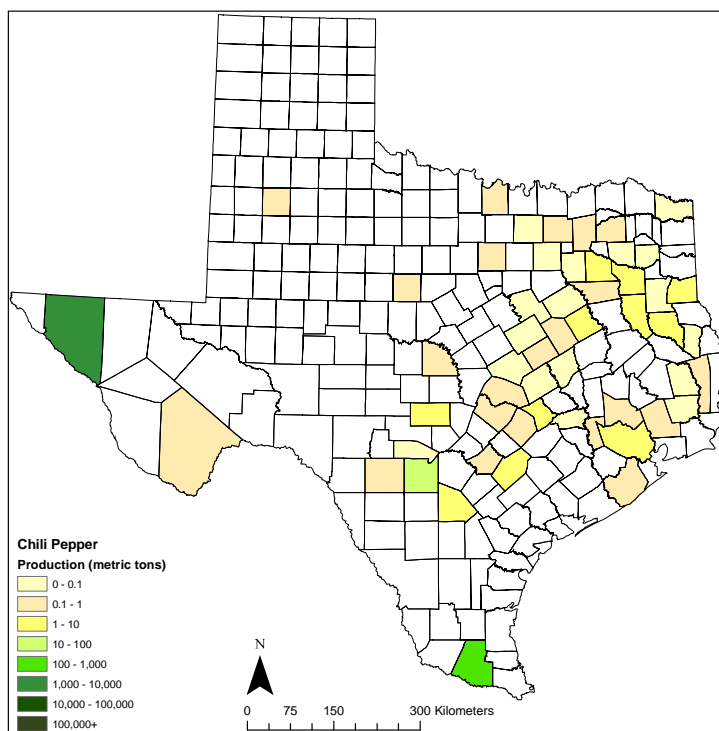 Chili Pepper
Production (metric tons)
0 - 0.1
0.1 - 1
1 - 10
10 - 100
100 - 1,000
1,000 - 10,000
10,000 - 100,000
100,000+
N
0 75 150 300 Kilometers